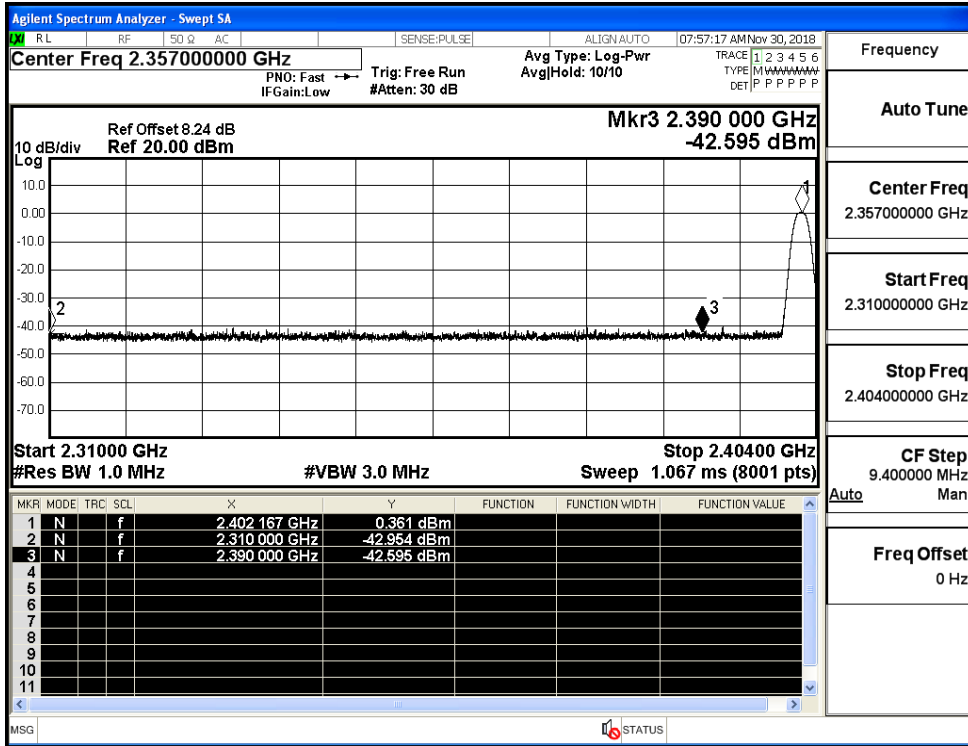 Agilent Spectrum Analyzer - Swept SA
LXI RL RF 50 Ω AC SENSE:PULSE ALIGN AUTO 07:57:17 AM Nov 30, 2018
Center Freq 2.357000000 GHz
PNO: Fast
IFGain:Low
Trig: Free Run
#Atten: 30 dB
Avg Type: Log-Pwr
Avg|Hold: 10/10
TRACE 1 2 3 4 5 6
TYPE M W W W W W
DET P P P P P P
Mkr3 2.390 000 GHz
-42.595 dBm
Ref Offset 8.24 dB
10 dB/div Ref 20.00 dBm
Log
10.0
0.00
-10.0
-20.0
-30.0
-40.0
-50.0
-60.0
-70.0
1
2
3
Start 2.31000 GHz Stop 2.40400 GHz
#Res BW 1.0 MHz #VBW 3.0 MHz Sweep 1.067 ms (8001 pts)
MKR MODE TRC SCL X Y FUNCTION FUNCTION WIDTH FUNCTION VALUE
1 N f 2.402 167 GHz 0.361 dBm
2 N f 2.310 000 GHz -42.954 dBm
3 N f 2.390 000 GHz -42.595 dBm
4
5
6
7
8
9
10
11
MSG STATUS
Frequency
Auto Tune
Center Freq
2.357000000 GHz
Start Freq
2.310000000 GHz
Stop Freq
2.404000000 GHz
CF Step
9.400000 MHz
Auto Man
Freq Offset
0 Hz